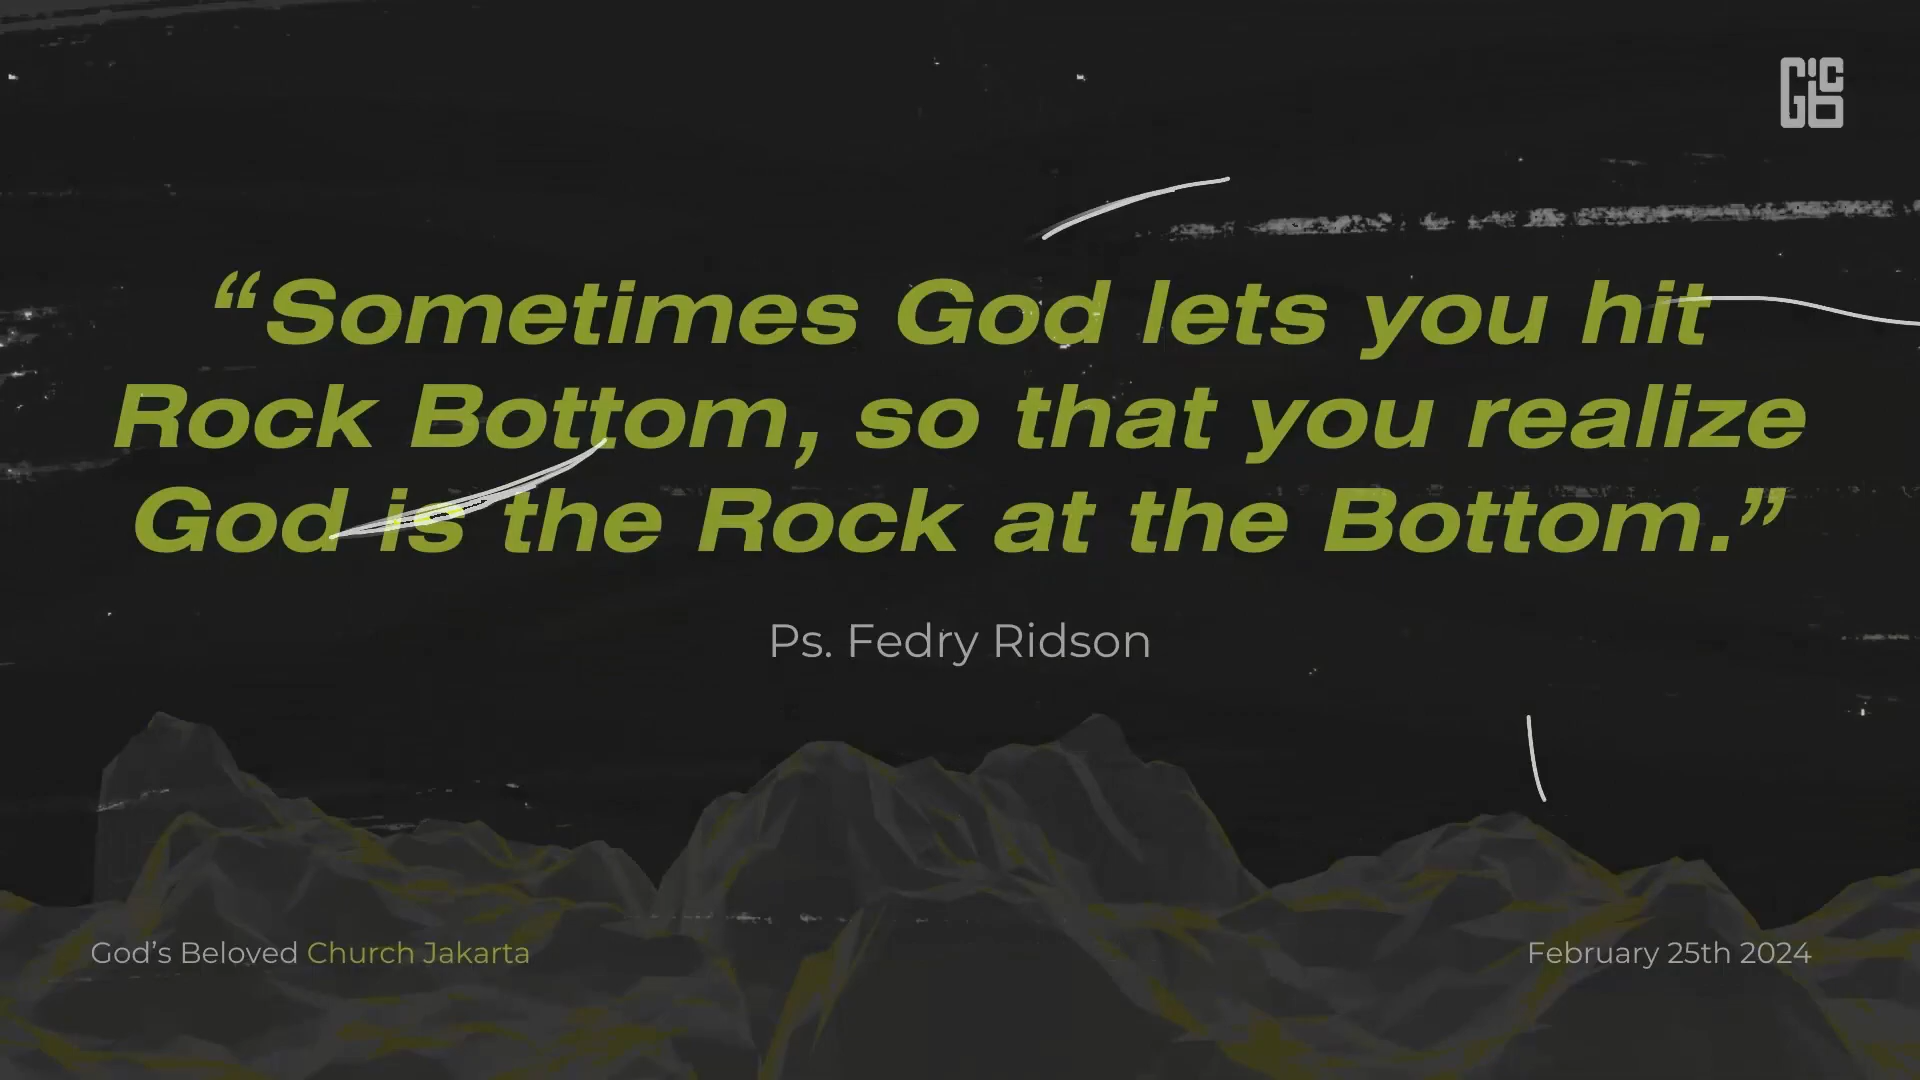 “Sometimes God lets you hit
Rock Bottom, so that you realize
God is the Rock at the Bottom.”
Ps. Fedry Ridson
God’s Beloved Church Jakarta
February 25th 2024